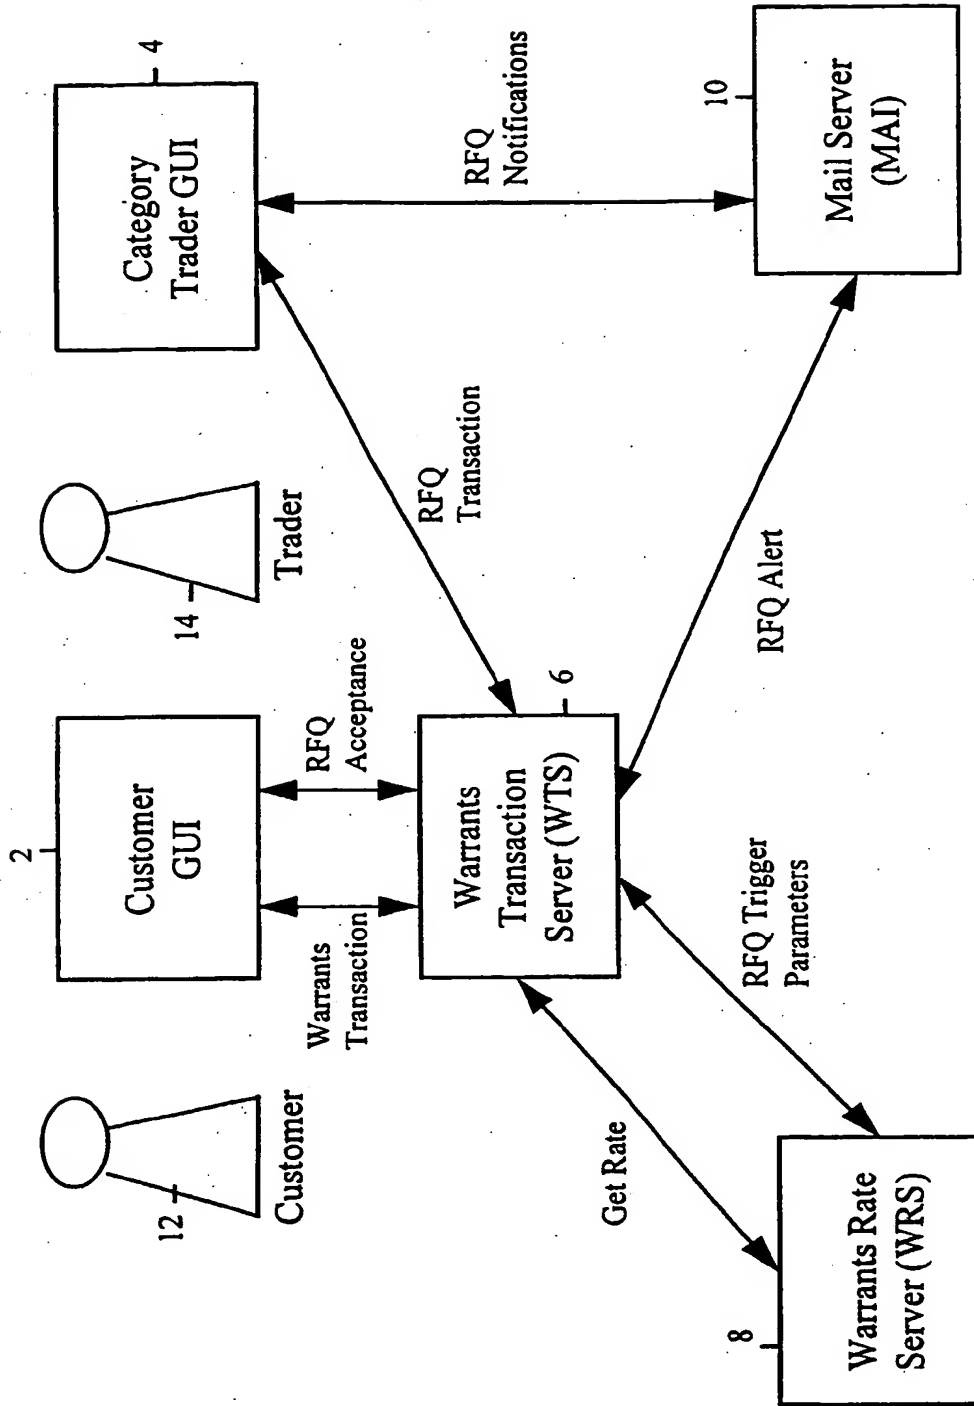 12
Customer
2
Customer
GUI
14
Trader
Category
Trader GUI
4
Warrants
Transaction
RFQ
Acceptance
RFQ
Transaction
RFQ
Notifications
Warrants
Transaction
Server (WTS)
6
Get Rate
RFQ Trigger
Parameters
RFQ Alert
8
Warrants Rate
Server (WRS)
10
Mail Server
(MAI)